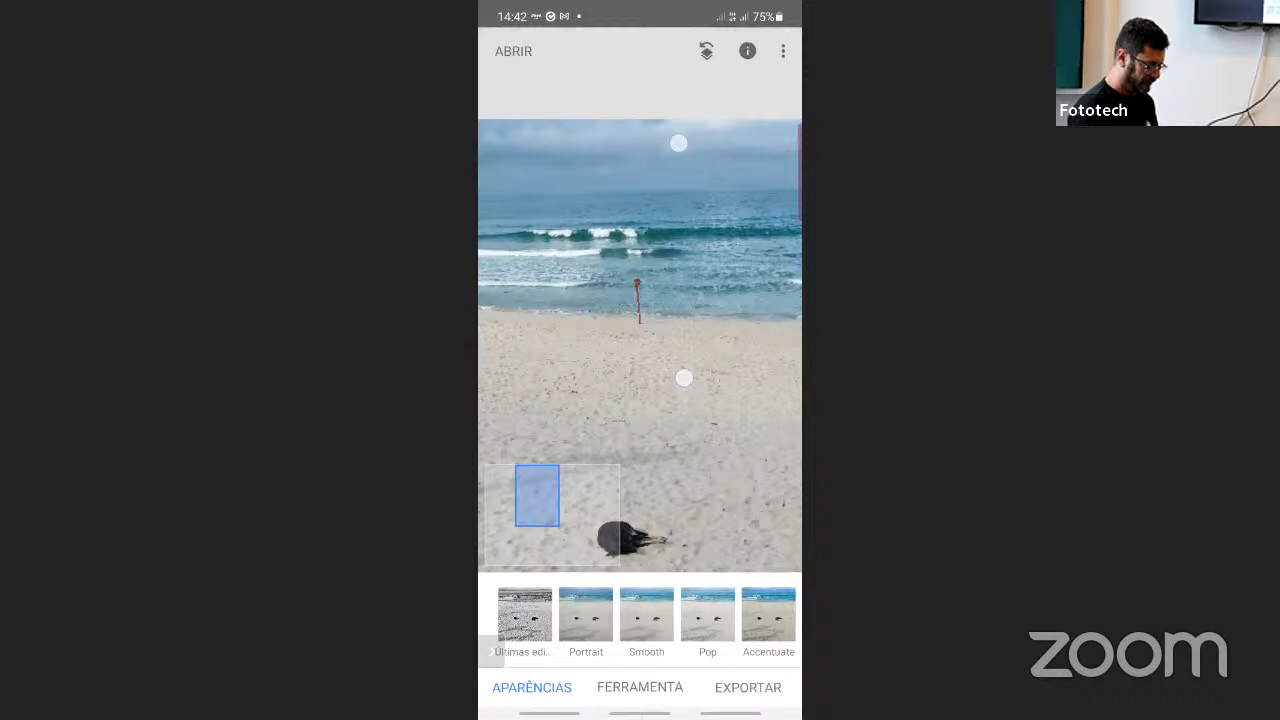 14:42
75%
ABRIR
Fototech
Últimas edi..
Portrait
Smooth
Pop
Accentuate
APARÊNCIAS
FERRAMENTA
EXPORTAR
zoom